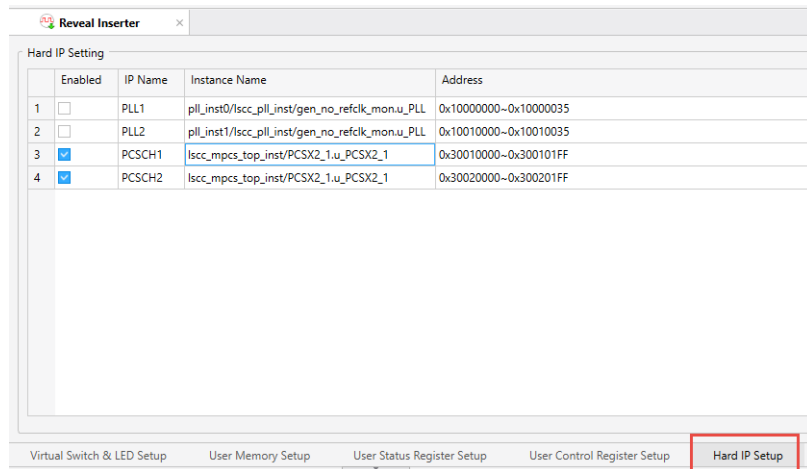 Reveal Inserter ×
Hard IP Setting
Enabled IP Name Instance Name Address
1 PLL1 pll_inst0/lscc_pll_inst/gen_no_refclk_mon.u_PLL 0x10000000~0x10000035
2 PLL2 pll_inst1/lscc_pll_inst/gen_no_refclk_mon.u_PLL 0x10010000~0x10010035
3 PCSCH1 lscc_mpcs_top_inst/PCSX2_1.u_PCSX2_1 0x30010000~0x300101FF
4 PCSCH2 lscc_mpcs_top_inst/PCSX2_1.u_PCSX2_1 0x30020000~0x300201FF
Virtual Switch & LED Setup User Memory Setup User Status Register Setup User Control Register Setup Hard IP Setup